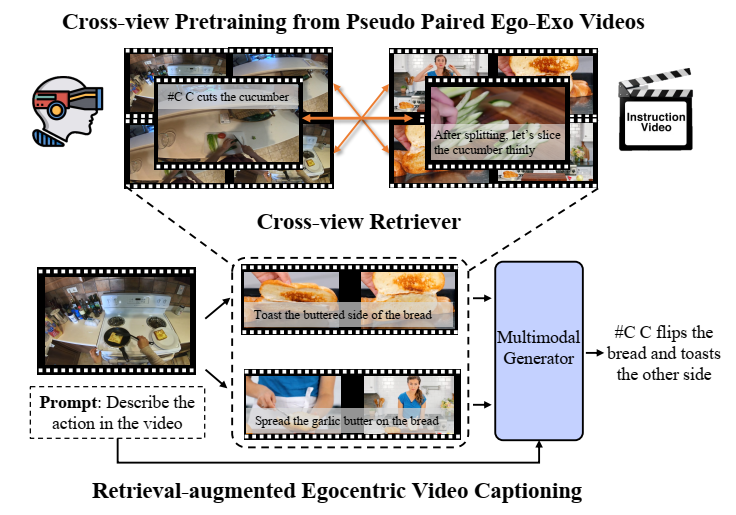 Cross-view Pretraining from Pseudo Paired Ego-Exo Videos
#C C cuts the cucumber
After splitting, let's slice
the cucumber thinly
Instruction
Video
Cross-view Retriever
Toast the buttered side of the bread
Spread the garlic butter on the bread
Prompt: Describe the
action in the video
Multimodal
Generator
#C C flips the
bread and toasts
the other side
Retrieval-augmented Egocentric Video Captioning